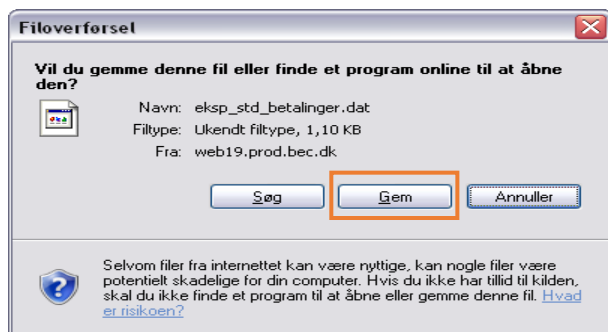 Filoverførsel
Vil du gemme denne fil eller finde et program online til at åbne
den?
Navn: eksp_std_betalinger.dat
Filtype: Ukendt filtype, 1,10 KB
Fra: web19.prod.bec.dk
Søg Gem Annuller
Selvom filer fra internettet kan være nyttige, kan nogle filer være
potentielt skadelige for din computer. Hvis du ikke har tillid til kilden,
skal du ikke finde et program til at åbne eller gemme denne fil. Hvad
er risikoen?